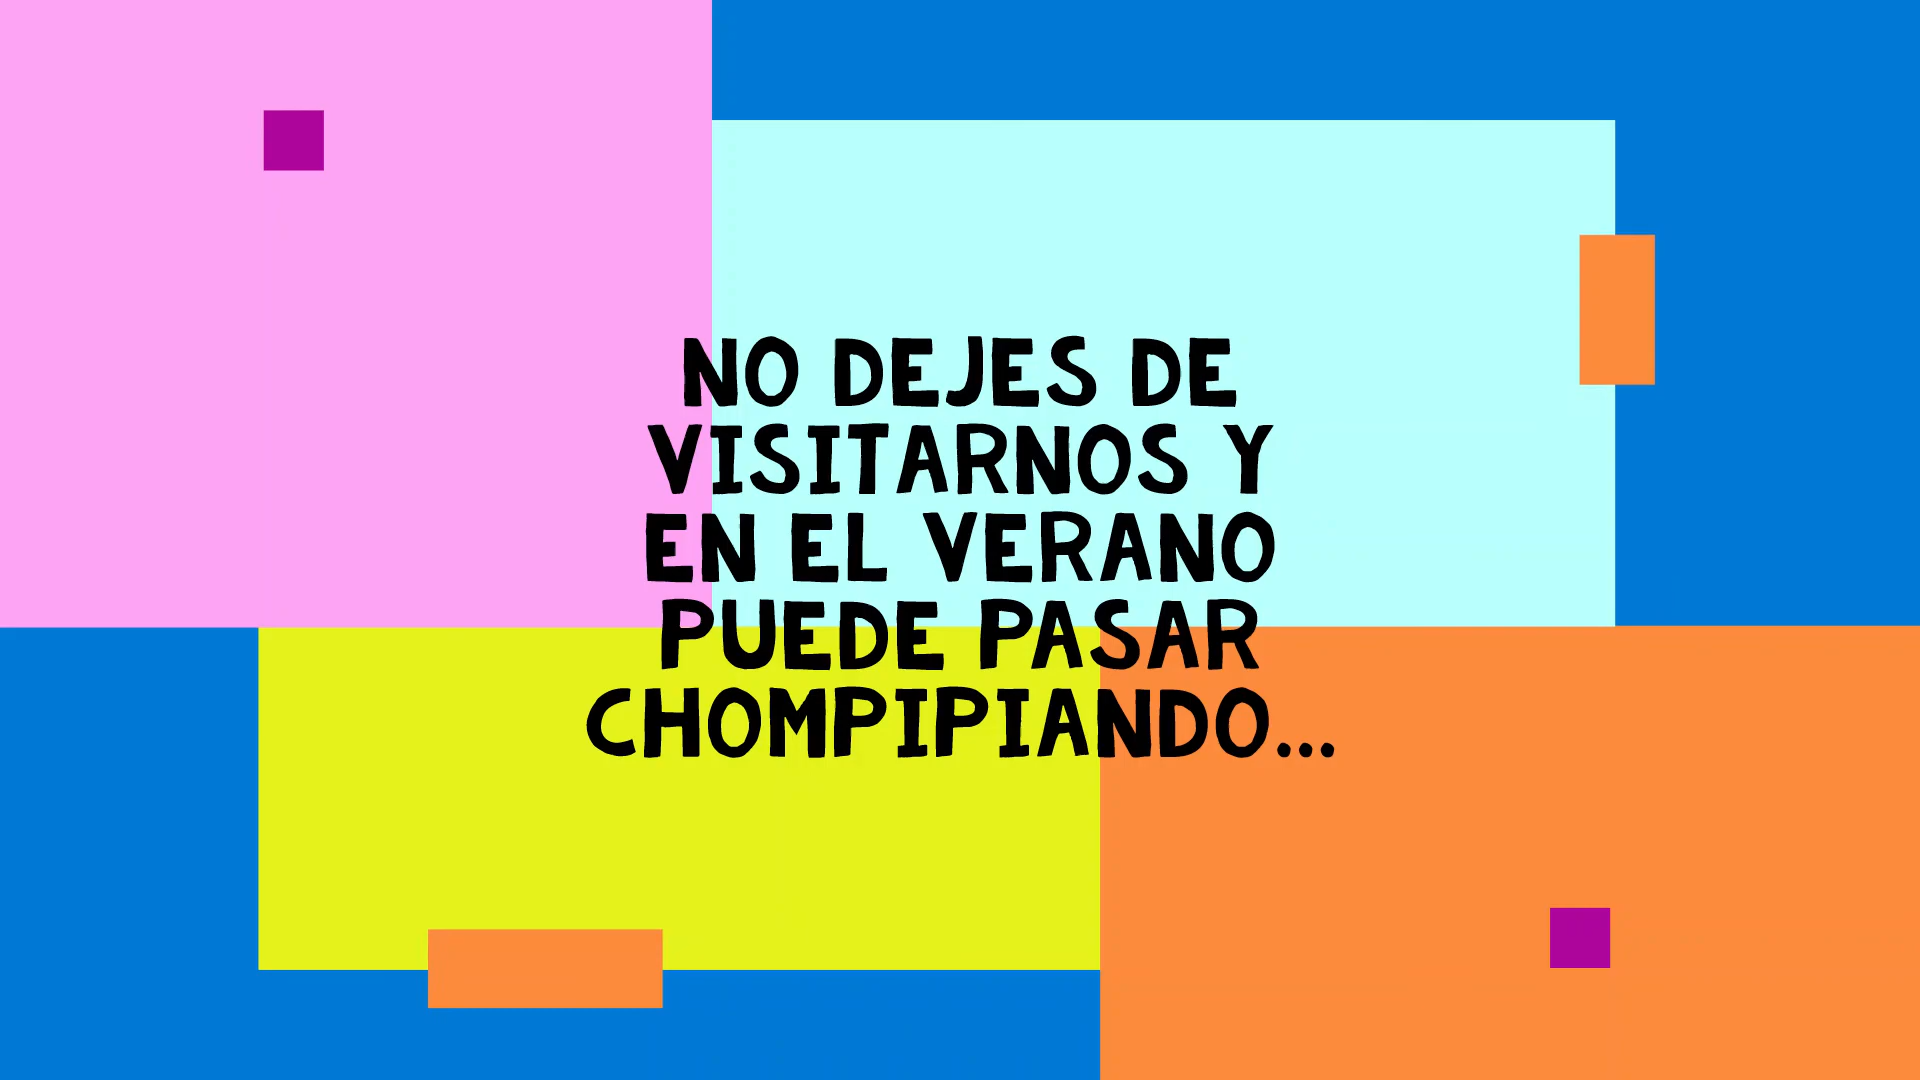 NO DEJES DE
VISITARNOS Y
EN EL VERANO
PUEDE PASAR
CHOMPIPIANDO...